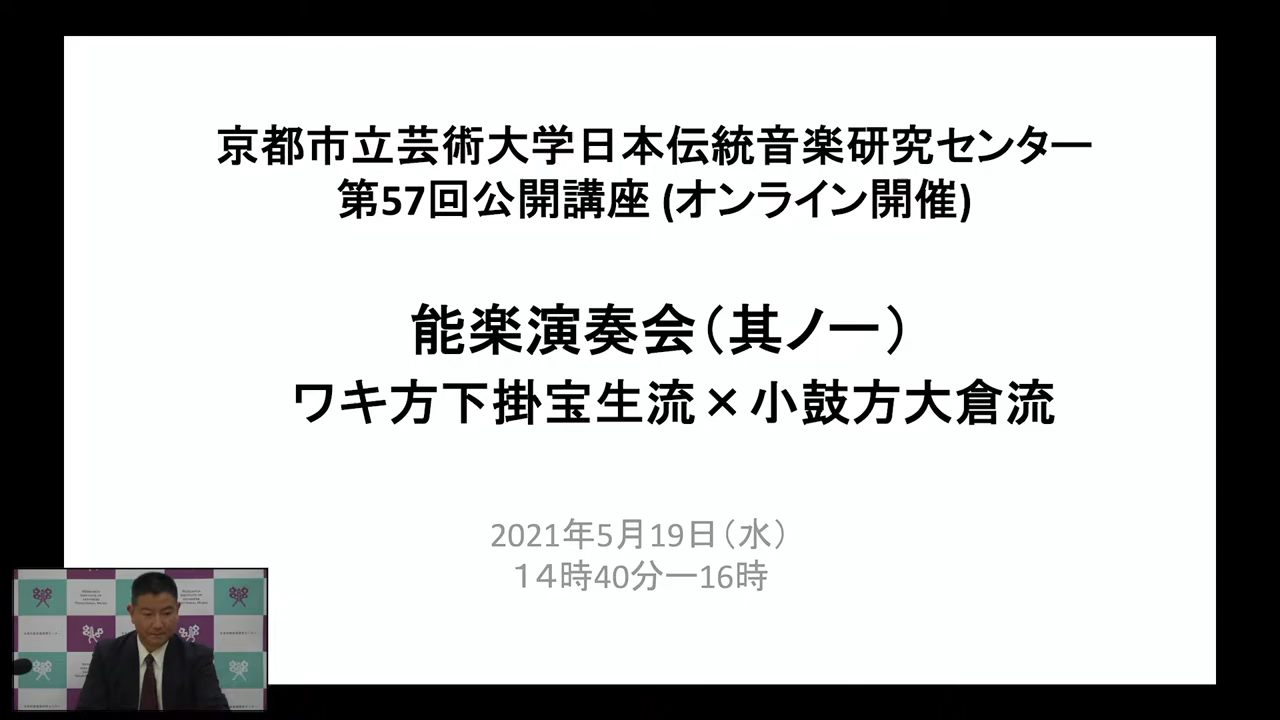 京都市立芸術大学日本伝統音楽研究センター
第57回公開講座 (オンライン開催)
能楽演奏会（其ノ一）
ワキ方下掛宝生流×小鼓方大倉流
2021年5月19日（水）
１４時40分ー16時